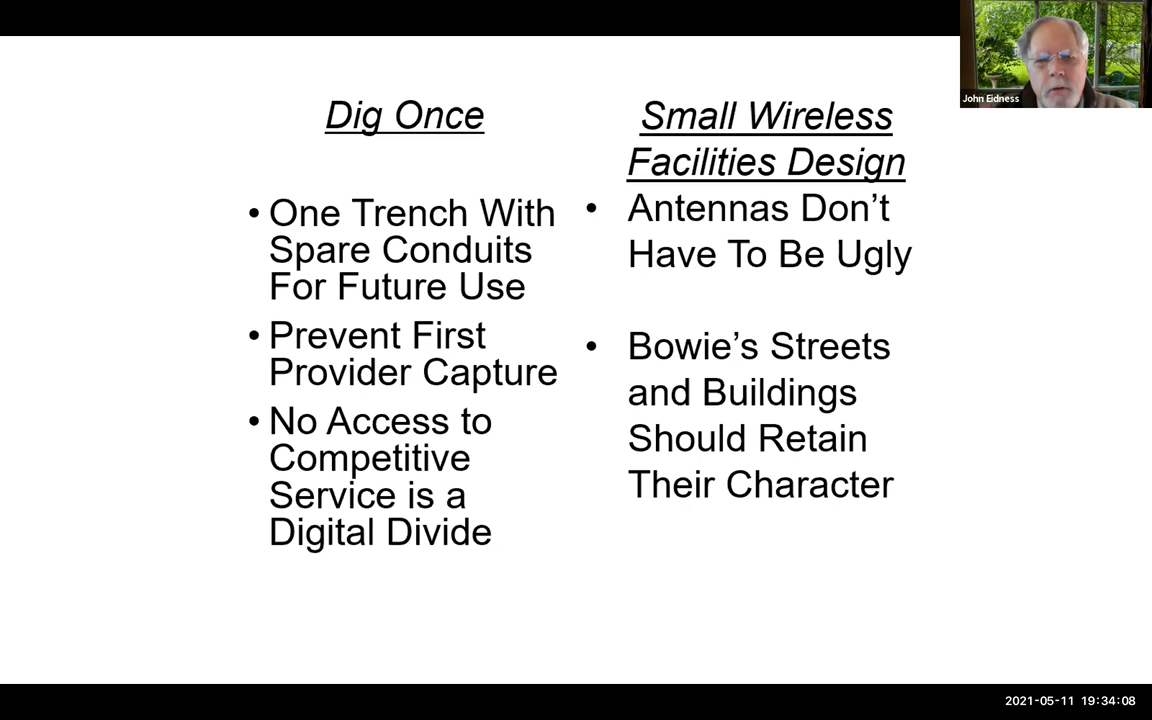 Dig Once
• One Trench With
Spare Conduits
For Future Use
• Prevent First
Provider Capture
• No Access to
Competitive
Service is a
Digital Divide
Small Wireless
Facilities Design
• Antennas Don’t
Have To Be Ugly
• Bowie’s Streets
and Buildings
Should Retain
Their Character
John Eidness
2021-05-11 19:34:08